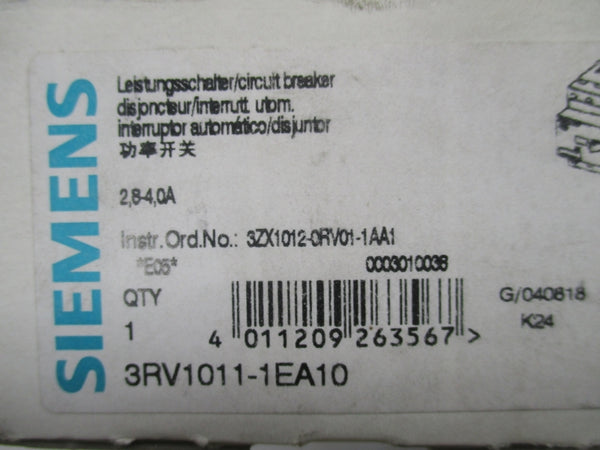 SIEMENS
Leistungsschalter/circuit breaker
disjoncteur/interrutt. utom.
interruptor automático/disjuntor
功率开关
2,8-4,0A
Instr.Ord.No.: 3ZX1012-0RV01-1AA1
*E05* 0003010038
QTY G/040818
1 K24
4 011209 263567 >
3RV1011-1EA10